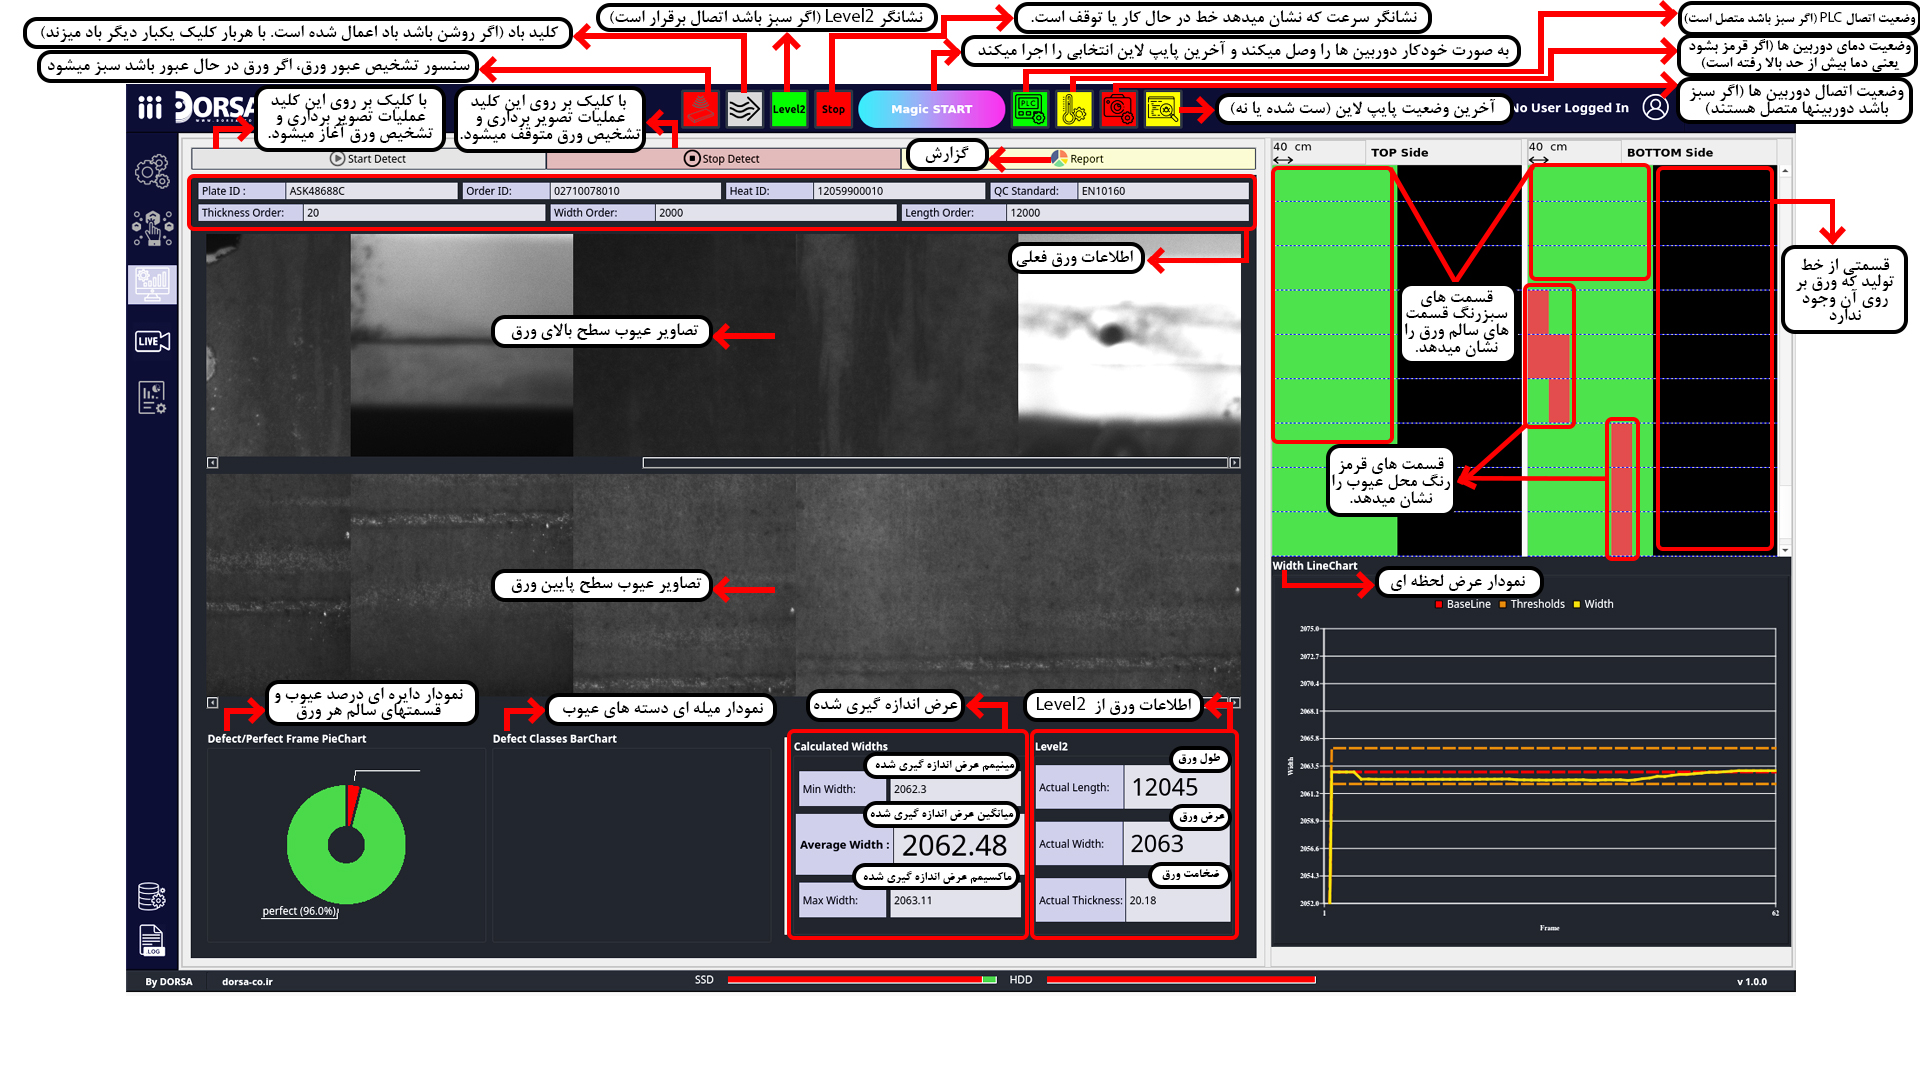 کلید باد (اگر روشن باشد باد اعمال شده است. با هربار کلیک یکبار دیگر باد میزند)
نشانگر Level2 (اگر سبز باشد اتصال برقرار است)
نشانگر سرعت که نشان میدهد خط در حال کار یا توقف است.
وضعیت اتصال PLC (اگر سبز باشد متصل است)
سنسور تشخیص عبور ورق، اگر ورق در حال عبور باشد سبز میشود
به صورت خودکار دوربین ها را وصل میکند و آخرین پایپ لاین انتخابی را اجرا میکند
وضعیت دمای دوربین ها (اگر قرمز بشود
یعنی دما بیش از حد بالا رفته است)
وضعیت اتصال دوربین ها (اگر سبز
باشد دوربینها متصل هستند)
DORSA
با کلیک بر روی این کلید
عملیات تصویر برداری و
تشخیص ورق آغاز میشود.
با کلیک بر روی این کلید
عملیات تصویر برداری و
تشخیص ورق متوقف میشود.
Level2
Stop
Magic START
PLC
آخرین وضعیت پایپ لاین (ست شده یا نه)
No User Logged In
Start Detect
Stop Detect
گزارش
Report
40 cm
TOP Side
40 cm
BOTTOM Side
Plate ID :
ASK48688C
Order ID:
02710078010
Heat ID:
12059900010
QC Standard:
EN10160
Thickness Order:
20
Width Order:
2000
Length Order:
12000
اطلاعات ورق فعلی
قسمتی از خط
تولید که ورق بر
روی آن وجود
ندارد
قسمت های
سبزرنگ قسمت
های سالم ورق را
نشان میدهد.
تصاویر عیوب سطح بالای ورق
LIVE
قسمت های قرمز
رنگ محل عیوب را
نشان میدهد.
تصاویر عیوب سطح پایین ورق
Width LineChart
نمودار عرض لحظه ای
BaseLine
Thresholds
Width
2075.0
2072.7
2070.4
2068.1
2065.8
2063.5
2061.2
2058.9
2056.6
2054.3
2052.0
Width
1
62
Frame
نمودار دایره ای درصد عیوب و
قسمتهای سالم هر ورق
نمودار میله ای دسته های عیوب
عرض اندازه گیری شده
اطلاعات ورق از Level2
Defect/Perfect Frame PieChart
Defect Classes BarChart
Calculated Widths
Level2
مینیمم عرض اندازه گیری شده
طول ورق
Min Width:
2062.3
Actual Length:
12045
میانگین عرض اندازه گیری شده
عرض ورق
Average Width :
2062.48
Actual Width:
2063
ماکسیمم عرض اندازه گیری شده
ضخامت ورق
Max Width:
2063.11
Actual Thickness:
20.18
perfect (96.0%)
LOG
By DORSA
dorsa-co.ir
SSD
HDD
v 1.0.0